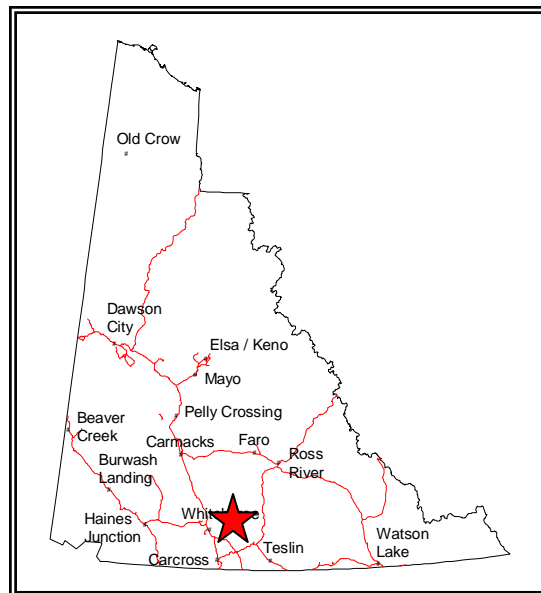 Old Crow
Dawson
City
Elsa / Keno
Mayo
Pelly Crossing
Beaver
Creek
Carmacks
Faro
Ross
River
Burwash
Landing
Haines
Junction
Watson
Lake
Teslin
Carcross